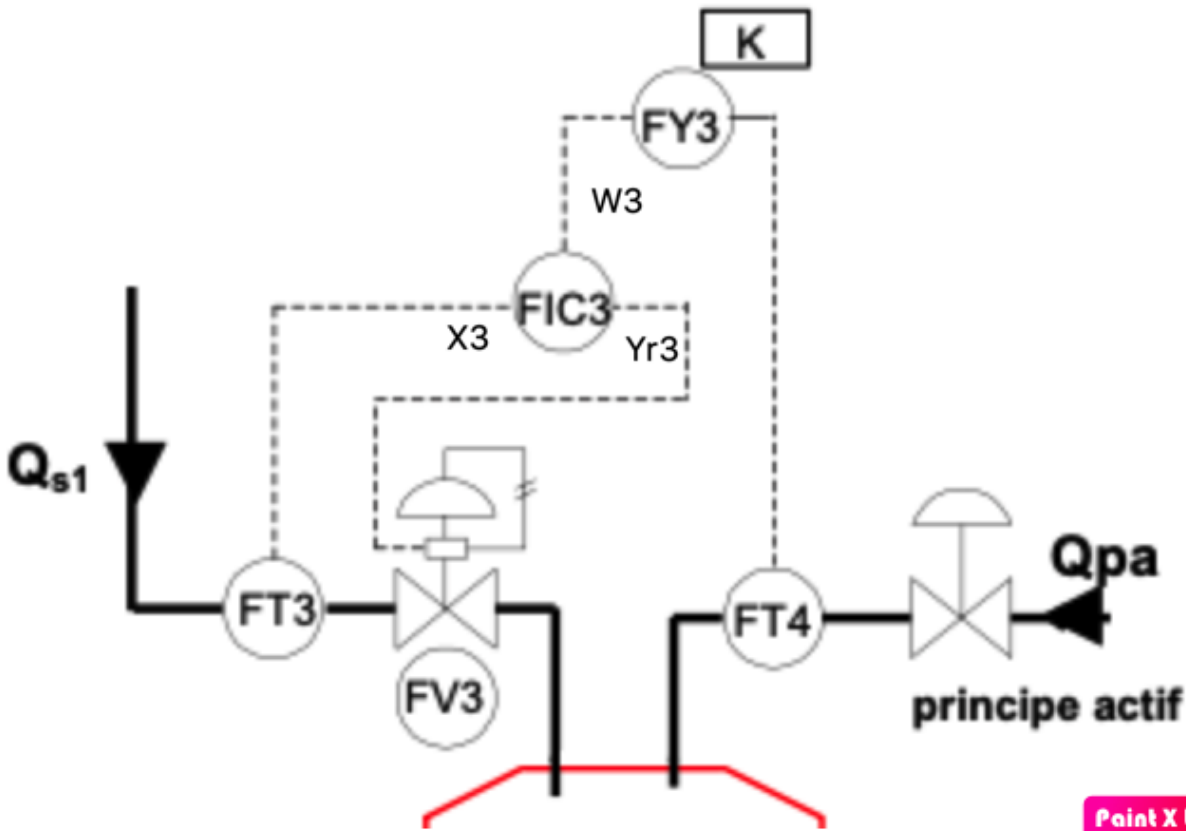 K
FY3
W3
FIC3
X3
Yr3
Qs1
Qpa
FT3
FT4
FV3
principe actif
Paint X